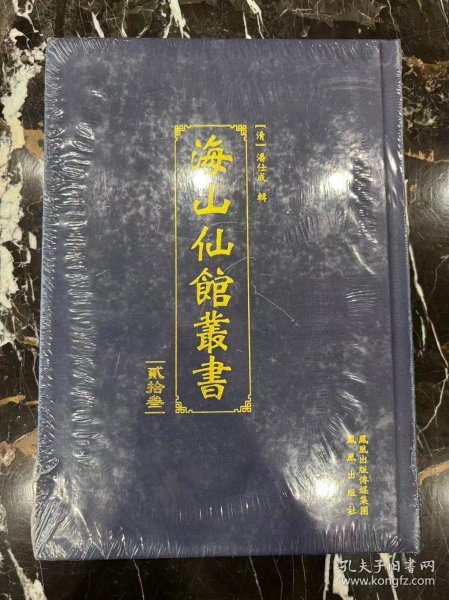 [清] 潘仕成 輯
海山仙館叢書
貳拾叁
鳳凰出版傳媒集團
鳳凰出版社
孔夫子旧书网
www.kongfz.com